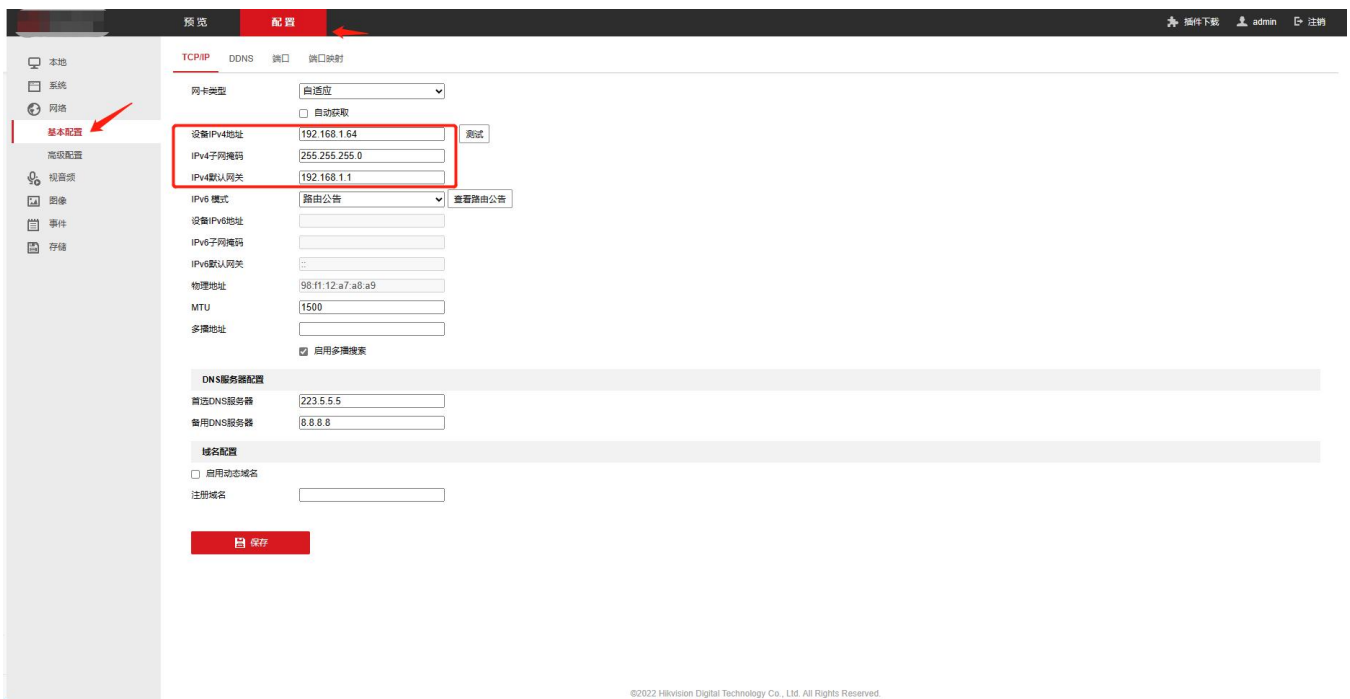 预览 配置 插件下载 admin 注销
本地
系统
网络
基本配置
高级配置
视音频
图像
事件
存储
TCP/IP DDNS 端口 端口映射
网卡类型 自适应
自动获取
设备IPv4地址 192.168.1.64 测试
IPv4子网掩码 255.255.255.0
IPv4默认网关 192.168.1.1
IPv6 模式 路由公告 查看路由公告
设备IPv6地址
IPv6子网掩码
IPv6默认网关 ::
物理地址 98:f1:12:a7:a8:a9
MTU 1500
多播地址
启用多播搜索
DNS服务器配置
首选DNS服务器 223.5.5.5
备用DNS服务器 8.8.8.8
域名配置
启用动态域名
注册域名
保存
©2022 Hikvision Digital Technology Co., Ltd. All Rights Reserved.